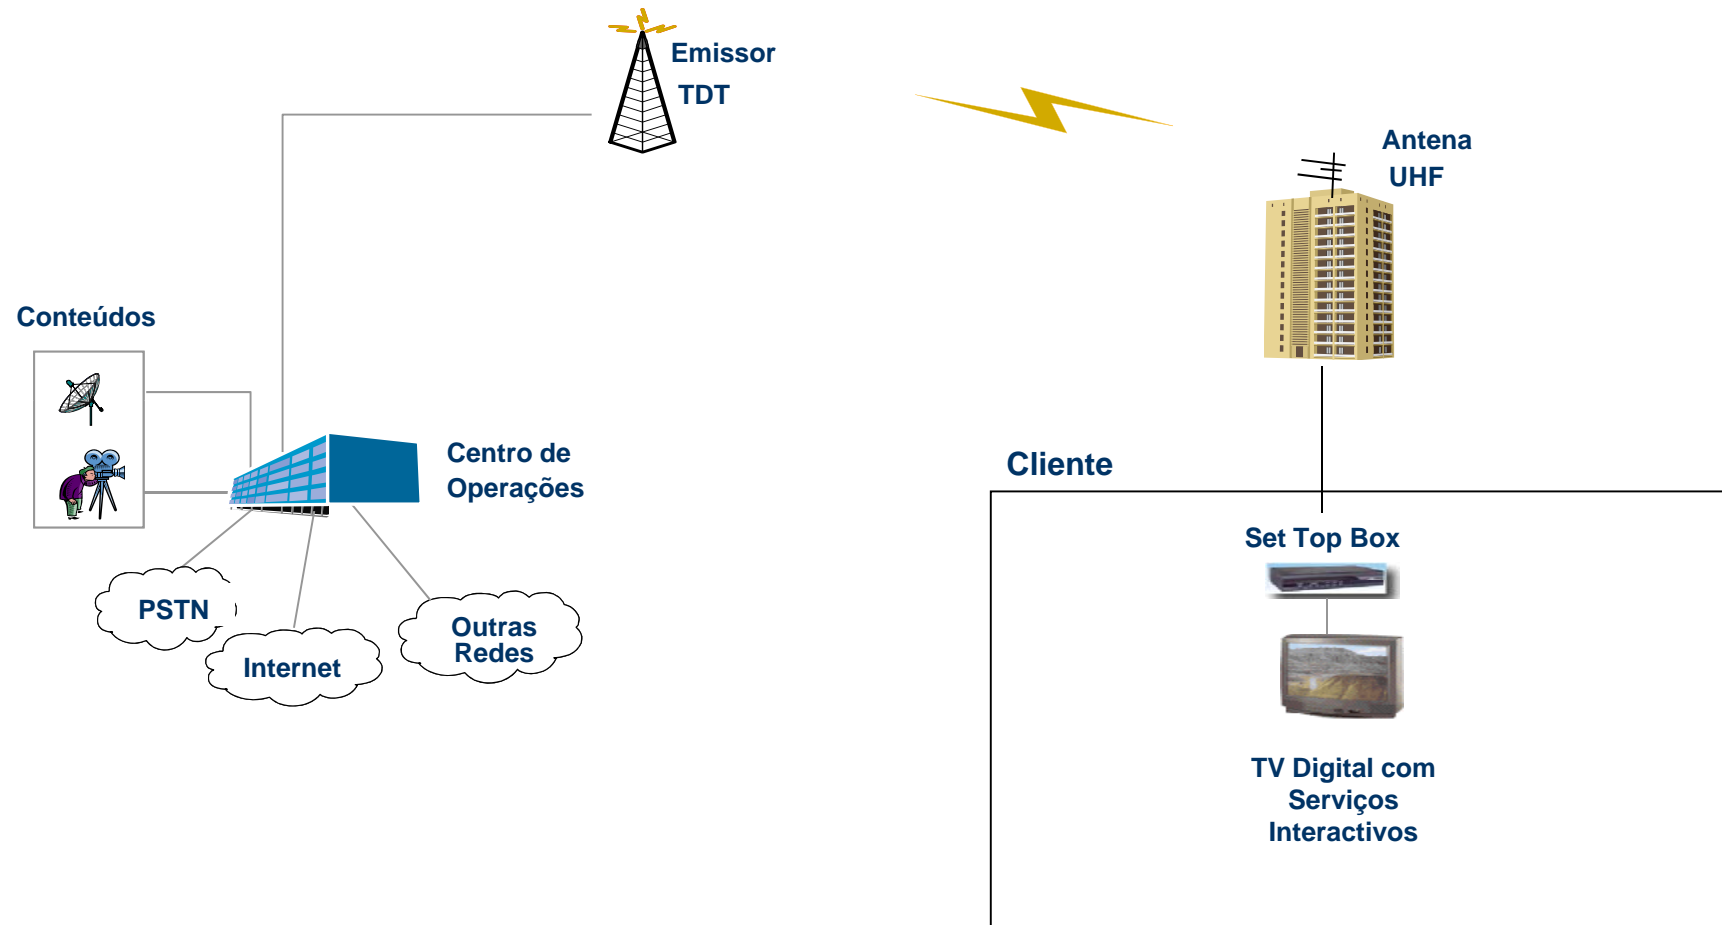 Emissor
TDT
Antena
UHF
Conteúdos
Centro de
Operações
Cliente
Set Top Box
PSTN
Internet
Outras
Redes
TV Digital com
Serviços
Interactivos